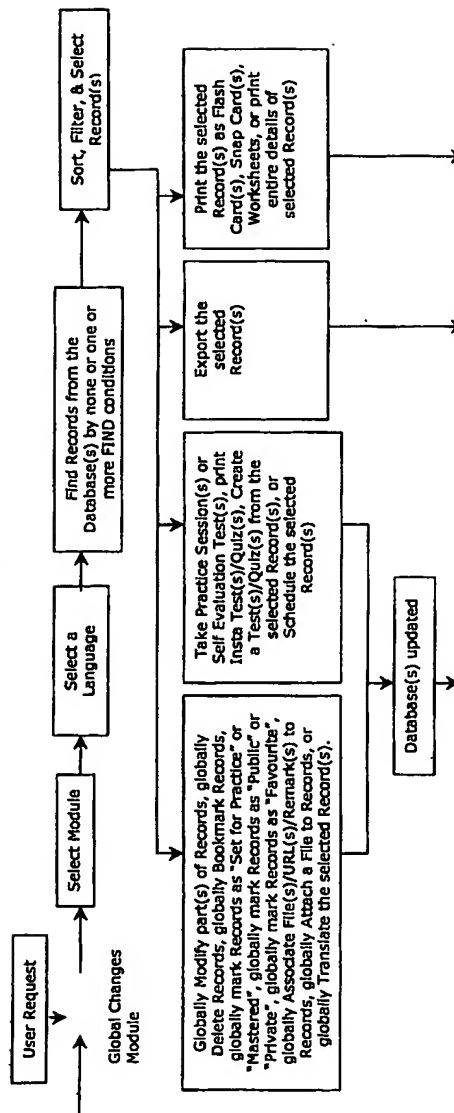 User Request
Global Changes
Module
Select Module
Select a
Language
Find Records from the
Database(s) by none or one or
more FIND conditions
Sort, Filter, & Select
Record(s)
Globally Modify part(s) of Records, globally
Delete Records, globally Bookmark Records,
globally mark Records as "Set for Practice" or
"Mastered", globally mark Records as "Public" or
"Private", globally mark Records as "Favourite",
globally Associate File(s)/URL(s)/Remark(s) to
Records, globally Attach a File to Records, or
globally Translate the selected Record(s).
Take Practice Session(s) or
Self Evaluation Test(s), print
Insta Test(s)/Quiz(s), Create
a Test(s)/Quiz(s) from the
selected Record(s), or
Schedule the selected
Record(s)
Export the
selected
Record(s)
Print the selected
Record(s) as Flash
Card(s), Snap Card(s),
Worksheets, or print
entire details of
selected Record(s)
Database(s) updated